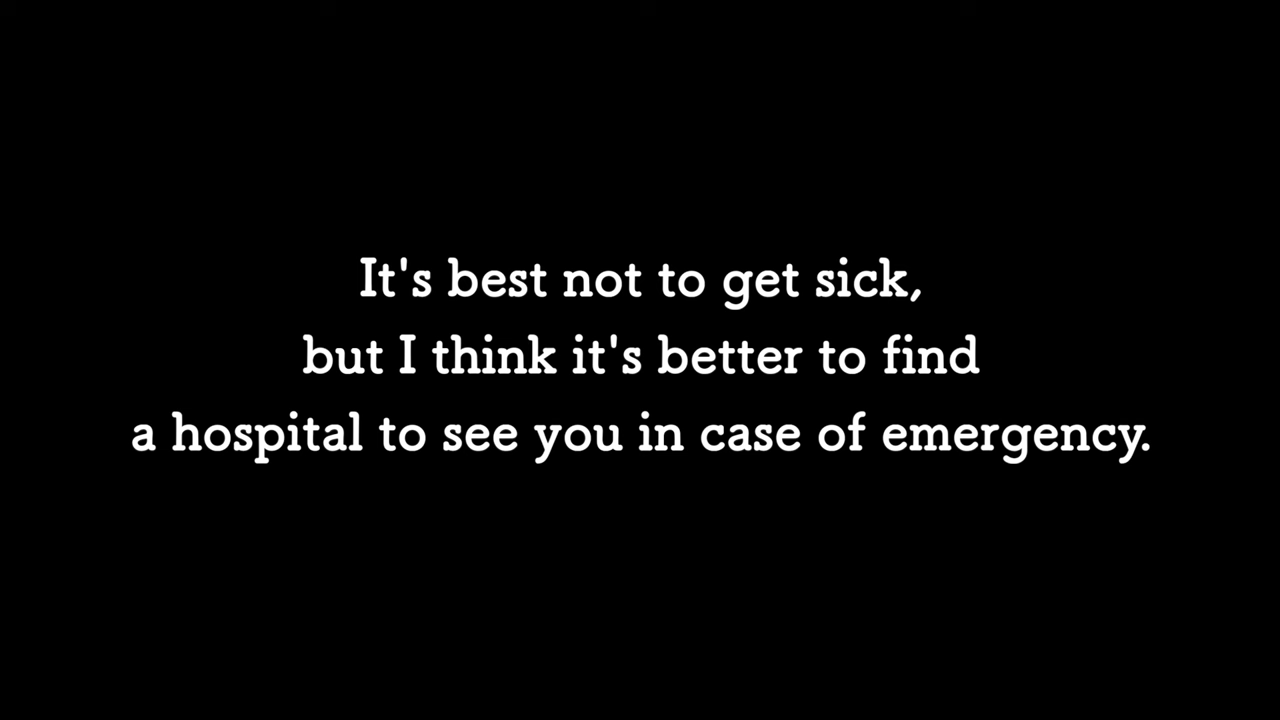 It's best not to get sick,
but I think it's better to find
a hospital to see you in case of emergency.